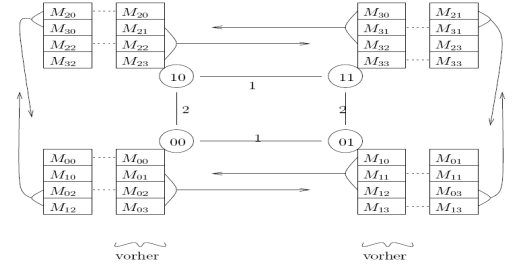 M20 M20 M30 M21
M30 M21 M31 M31
M22 M22 M32 M23
M32 M23 M33 M33
10 11
1
2 2
00 1 01
M00 M00 M10 M01
M10 M01 M11 M11
M02 M02 M12 M03
M12 M03 M13 M13
vorher vorher